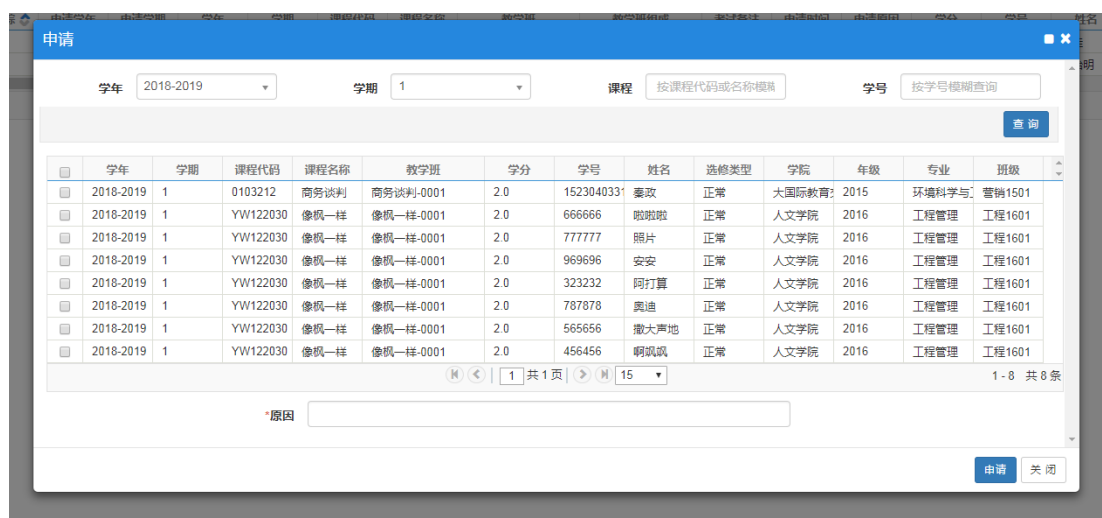 申请
学年 2018-2019 学期 1 课程 按课程代码或名称模糊 学号 按学号模糊查询
查 询
学年 学期 课程代码 课程名称 教学班 学分 学号 姓名 选修类型 学院 年级 专业 班级
2018-2019 1 0103212 商务谈判 商务谈判-0001 2.0 1523040331 秦政 正常 大国际教育 2015 环境科学与 营销1501
2018-2019 1 YW122030 像枫一样 像枫一样-0001 2.0 666666 啦啦啦 正常 人文学院 2016 工程管理 工程1601
2018-2019 1 YW122030 像枫一样 像枫一样-0001 2.0 777777 照片 正常 人文学院 2016 工程管理 工程1601
2018-2019 1 YW122030 像枫一样 像枫一样-0001 2.0 969696 安安 正常 人文学院 2016 工程管理 工程1601
2018-2019 1 YW122030 像枫一样 像枫一样-0001 2.0 323232 阿打算 正常 人文学院 2016 工程管理 工程1601
2018-2019 1 YW122030 像枫一样 像枫一样-0001 2.0 787878 奥迪 正常 人文学院 2016 工程管理 工程1601
2018-2019 1 YW122030 像枫一样 像枫一样-0001 2.0 565656 撒大声地 正常 人文学院 2016 工程管理 工程1601
2018-2019 1 YW122030 像枫一样 像枫一样-0001 2.0 456456 啊飒飒 正常 人文学院 2016 工程管理 工程1601
1 共 1 页 15 1 - 8 共 8 条
*原因
申请 关 闭